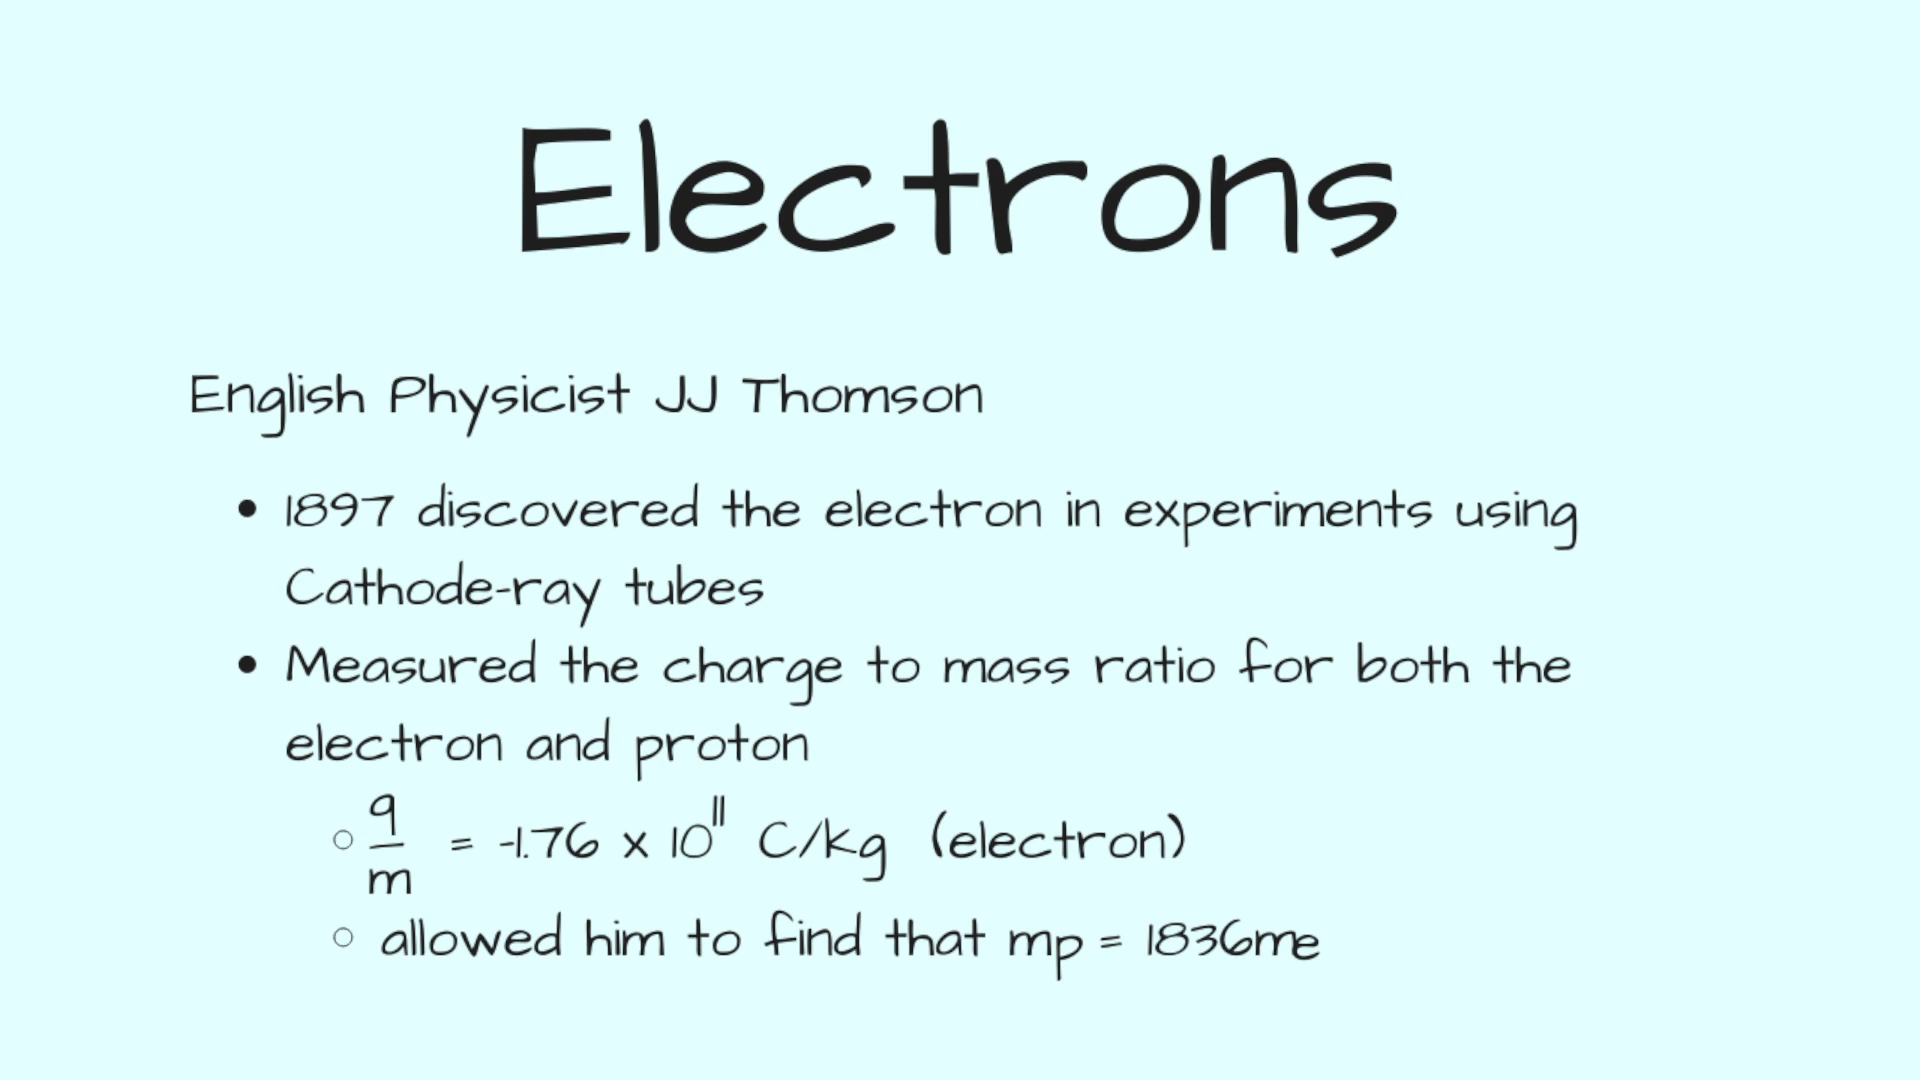 Electrons
English Physicist JJ Thomson
• 1897 discovered the electron in experiments using
Cathode-ray tubes
• Measured the charge to mass ratio for both the
electron and proton
○ q/m = -1.76 x 10¹¹ C/kg (electron)
○ allowed him to find that mp = 1836me